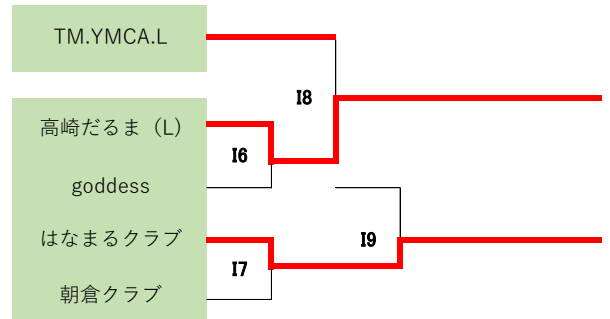 TM.YMCA.L
I8
高崎だるま（L）
I6
goddess
はなまるクラブ
I9
I7
朝倉クラブ